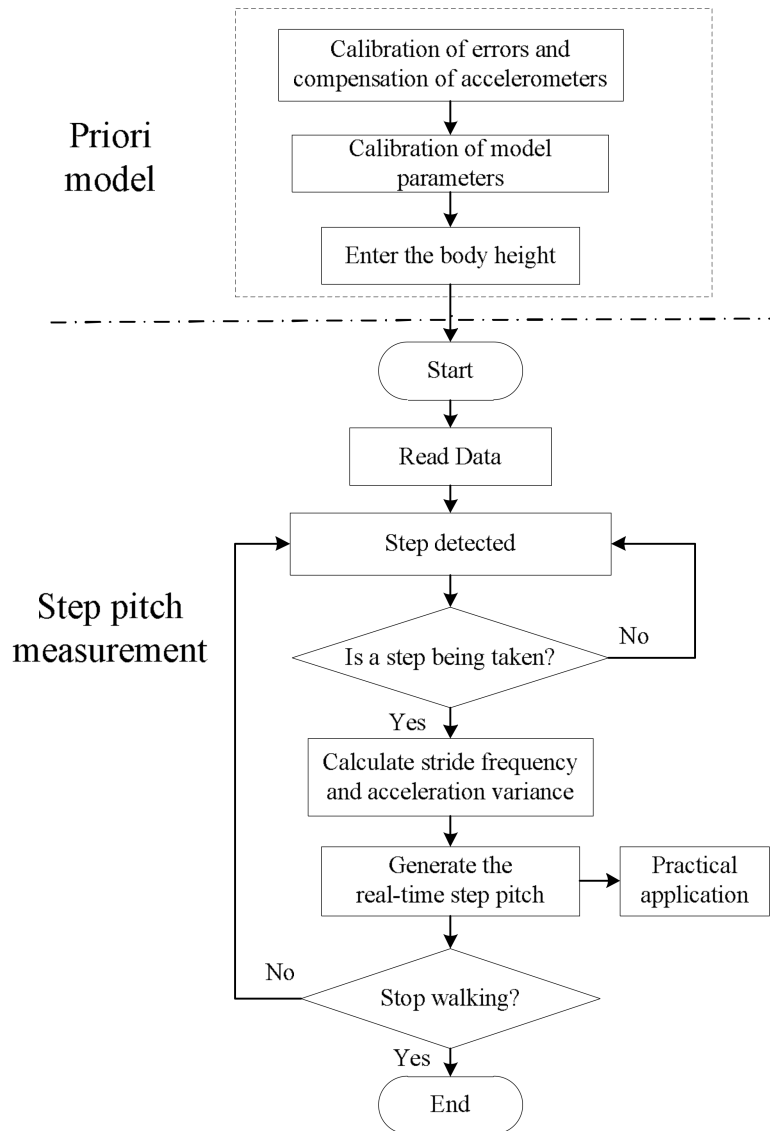 Calibration of errors and
compensation of accelerometers
Priori
model
Calibration of model
parameters
Enter the body height
Start
Read Data
Step detected
Step pitch
measurement
Is a step being taken?
No
Yes
Calculate stride frequency
and acceleration variance
Generate the
real-time step pitch
Practical
application
No
Stop walking?
Yes
End